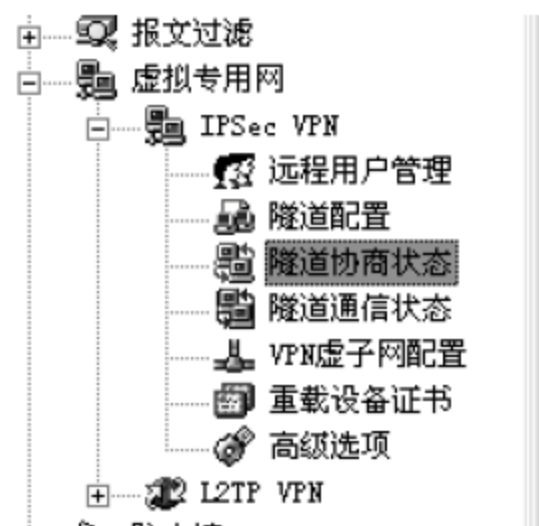 报文过滤
虚拟专用网
IPSec VPN
远程用户管理
隧道配置
隧道协商状态
隧道通信状态
VPN虚子网配置
重载设备证书
高级选项
L2TP VPN